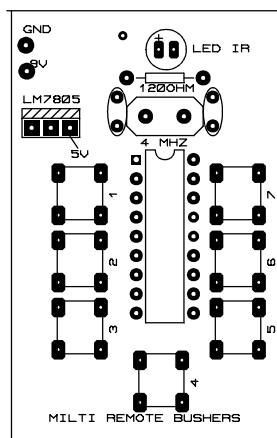 GND
+
LED IR
9V
120OHM
LM7805
4 MHZ
5V
1
7
2
6
3
5
4
MILTI REMOTE BUSHERS